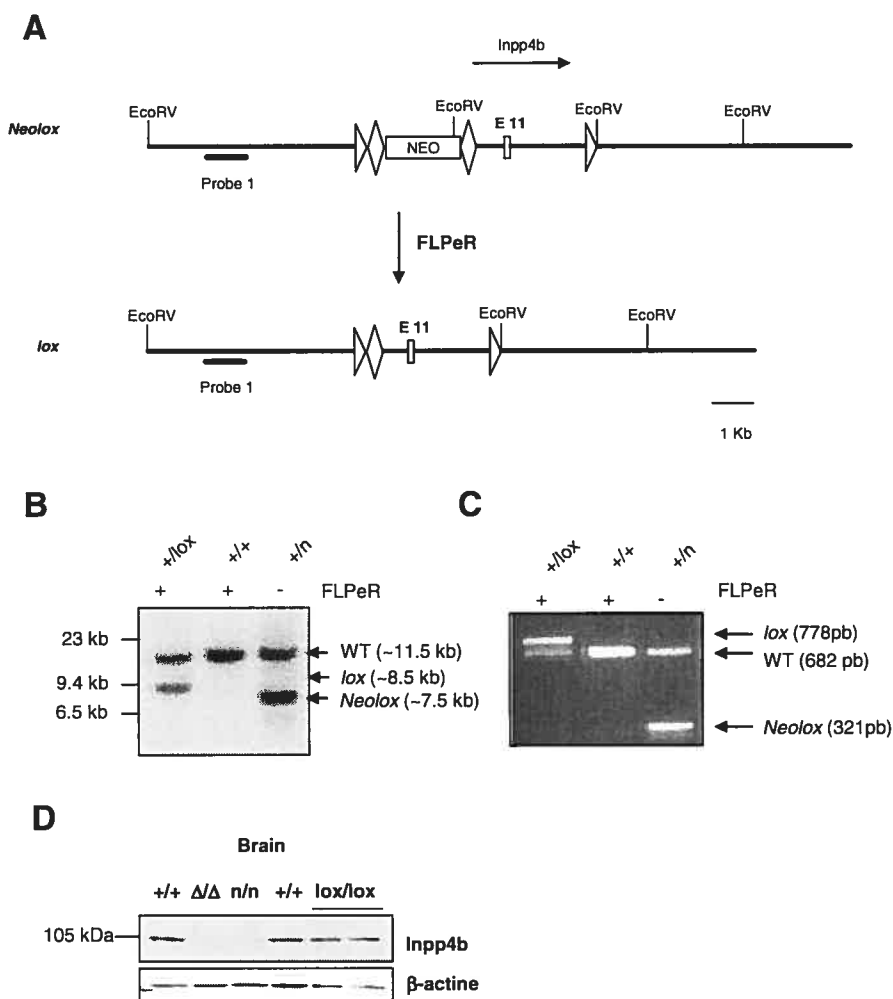 A
Inpp4b
EcoRV EcoRV EcoRV EcoRV
Neolox
E 11
NEO
Probe 1
FLPeR
EcoRV EcoRV EcoRV
E 11
lox
Probe 1
1 Kb
B
+/lox +/+ +/n
+ + - FLPeR
23 kb
9.4 kb
6.5 kb
WT (~11.5 kb)
lox (~8.5 kb)
Neolox (~7.5 kb)
C
+/lox +/+ +/n
+ + - FLPeR
lox (778pb)
WT (682 pb)
Neolox (321pb)
D
Brain
+/+ Δ/Δ n/n +/+ lox/lox
105 kDa
Inpp4b
β-actine